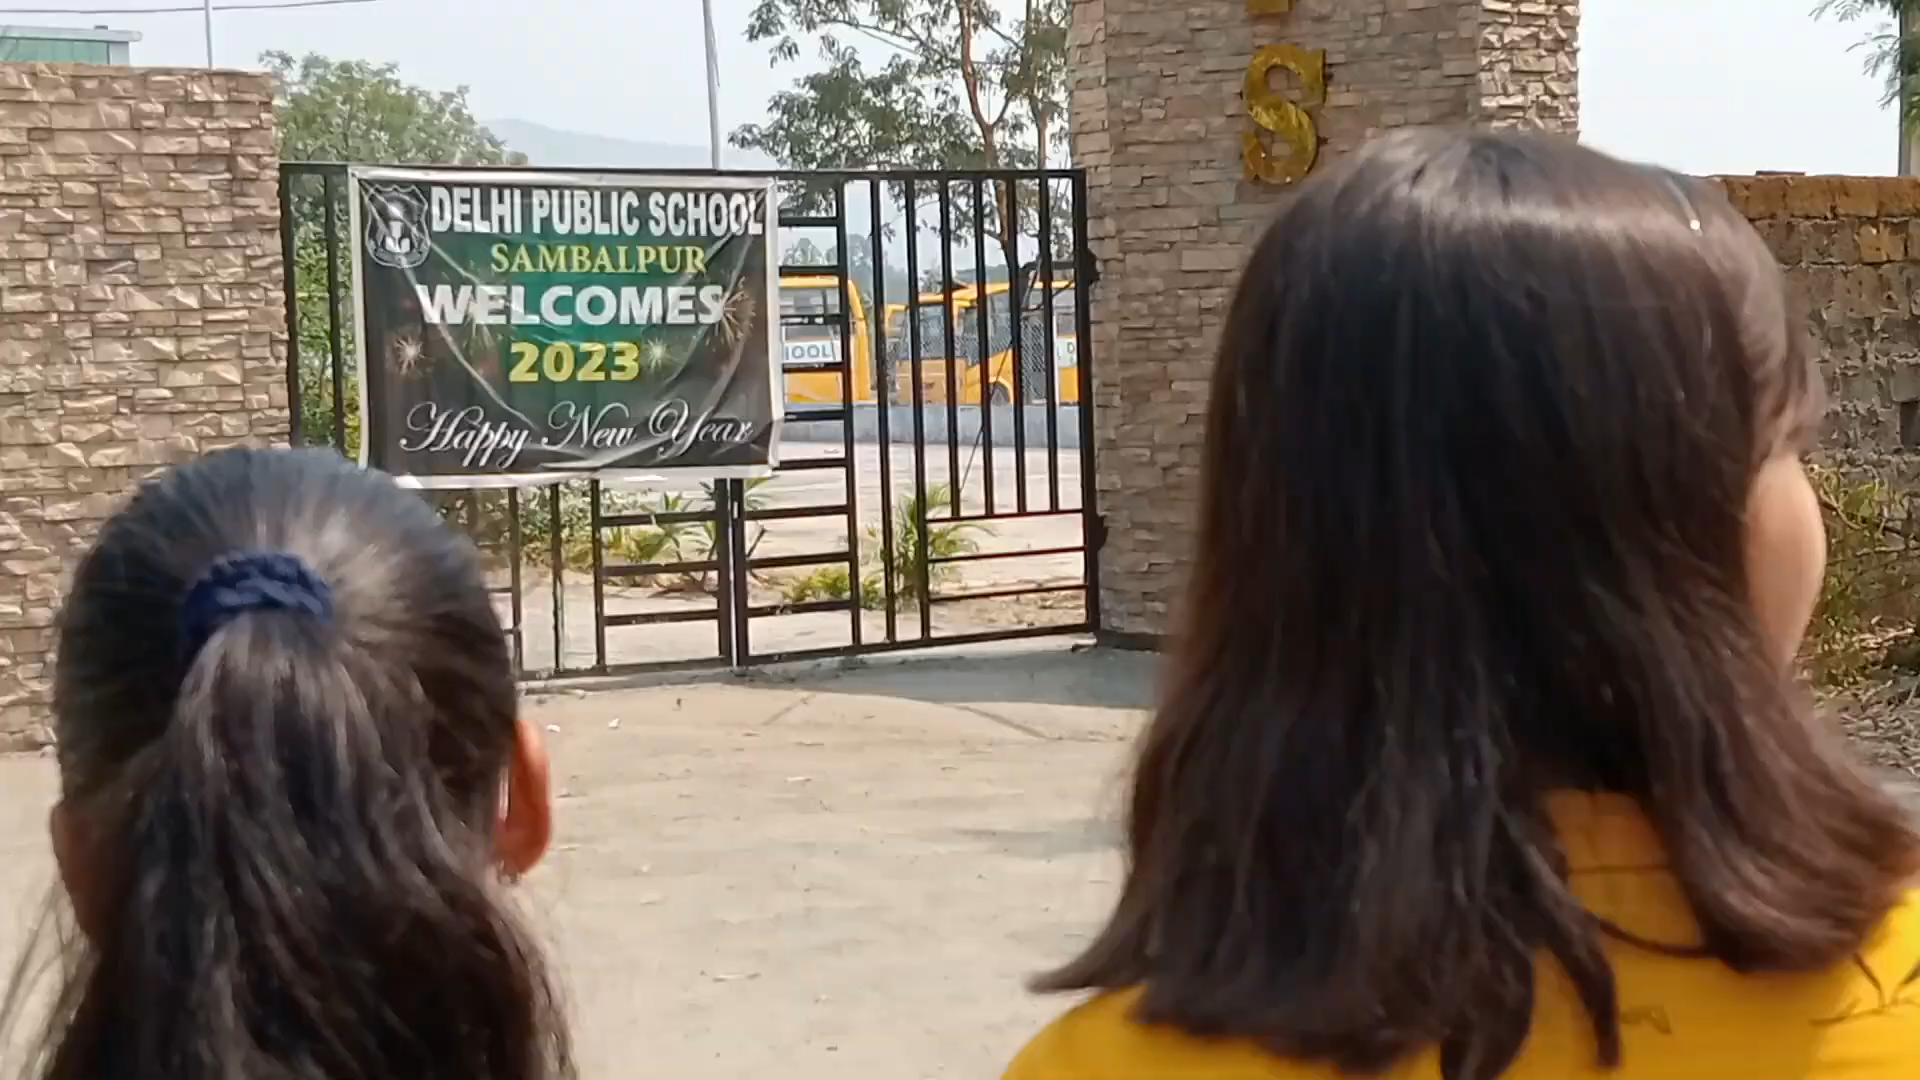 DELHI PUBLIC SCHOOL
SAMBALPUR
WELCOMES
2023
Happy New Year
S